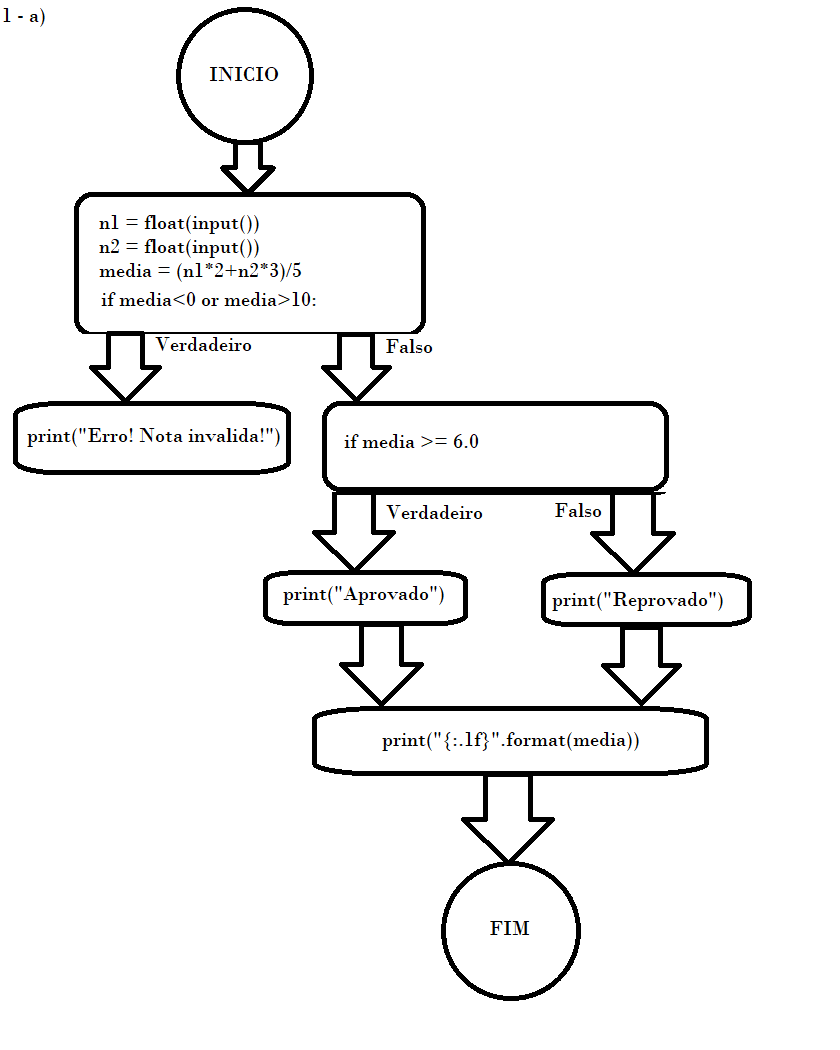 1 - a)
INICIO
n1 = float(input())
n2 = float(input())
media = (n1*2+n2*3)/5
if media<0 or media>10:
Verdadeiro
Falso
print("Erro! Nota invalida!")
if media >= 6.0
Verdadeiro
Falso
print("Aprovado")
print("Reprovado")
print("{:.1f}".format(media))
FIM